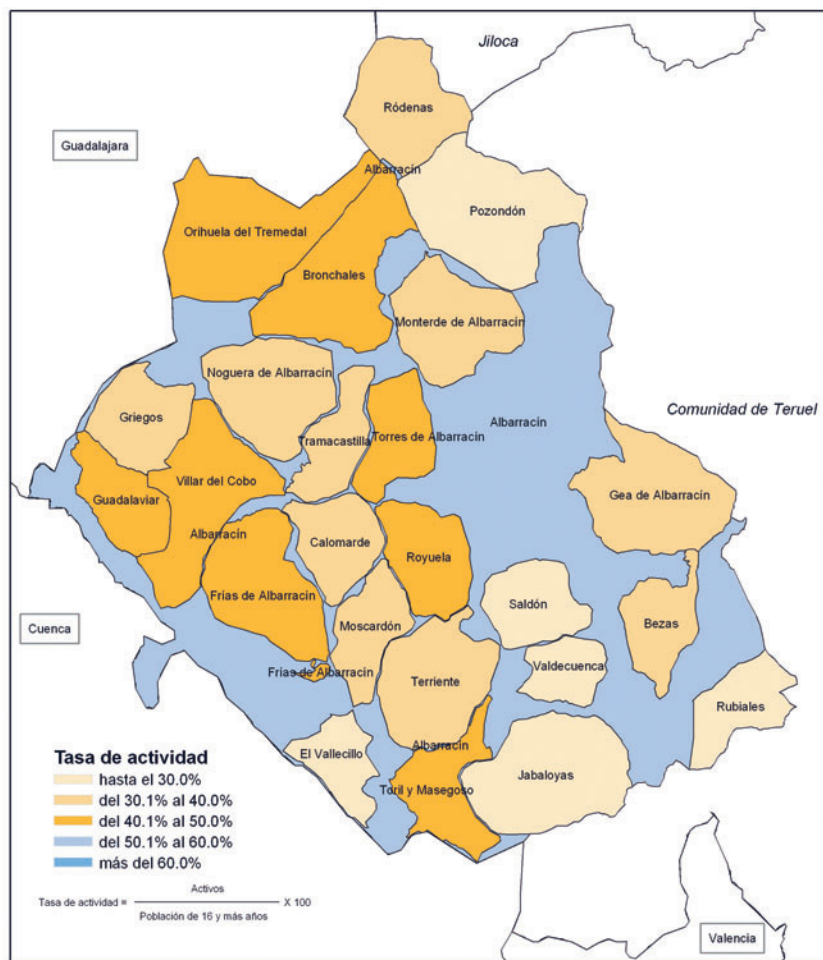 Jiloca
Ródenas
Guadalajara
Albarracín
Pozondón
Orihuela del Tremedal
Bronchales
Monterde de Albarracín
Noguera de Albarracín
Comunidad de Teruel
Griegos
Albarracín
Tramacastilla
Torres de Albarracín
Villar del Cobo
Guadalaviar
Gea de Albarracín
Albarracín
Calomarde
Royuela
Frías de Albarracín
Saldón
Cuenca
Moscardón
Bezas
Frías de Albarracín
Valdecuenca
Terriente
Rubiales
El Vallecillo
Albarracín
Jabaloyas
Toril y Masegoso
Tasa de actividad
hasta el 30.0%
del 30.1% al 40.0%
del 40.1% al 50.0%
del 50.1% al 60.0%
más del 60.0%
Activos
Tasa de actividad = X 100
Población de 16 y más años
Valencia